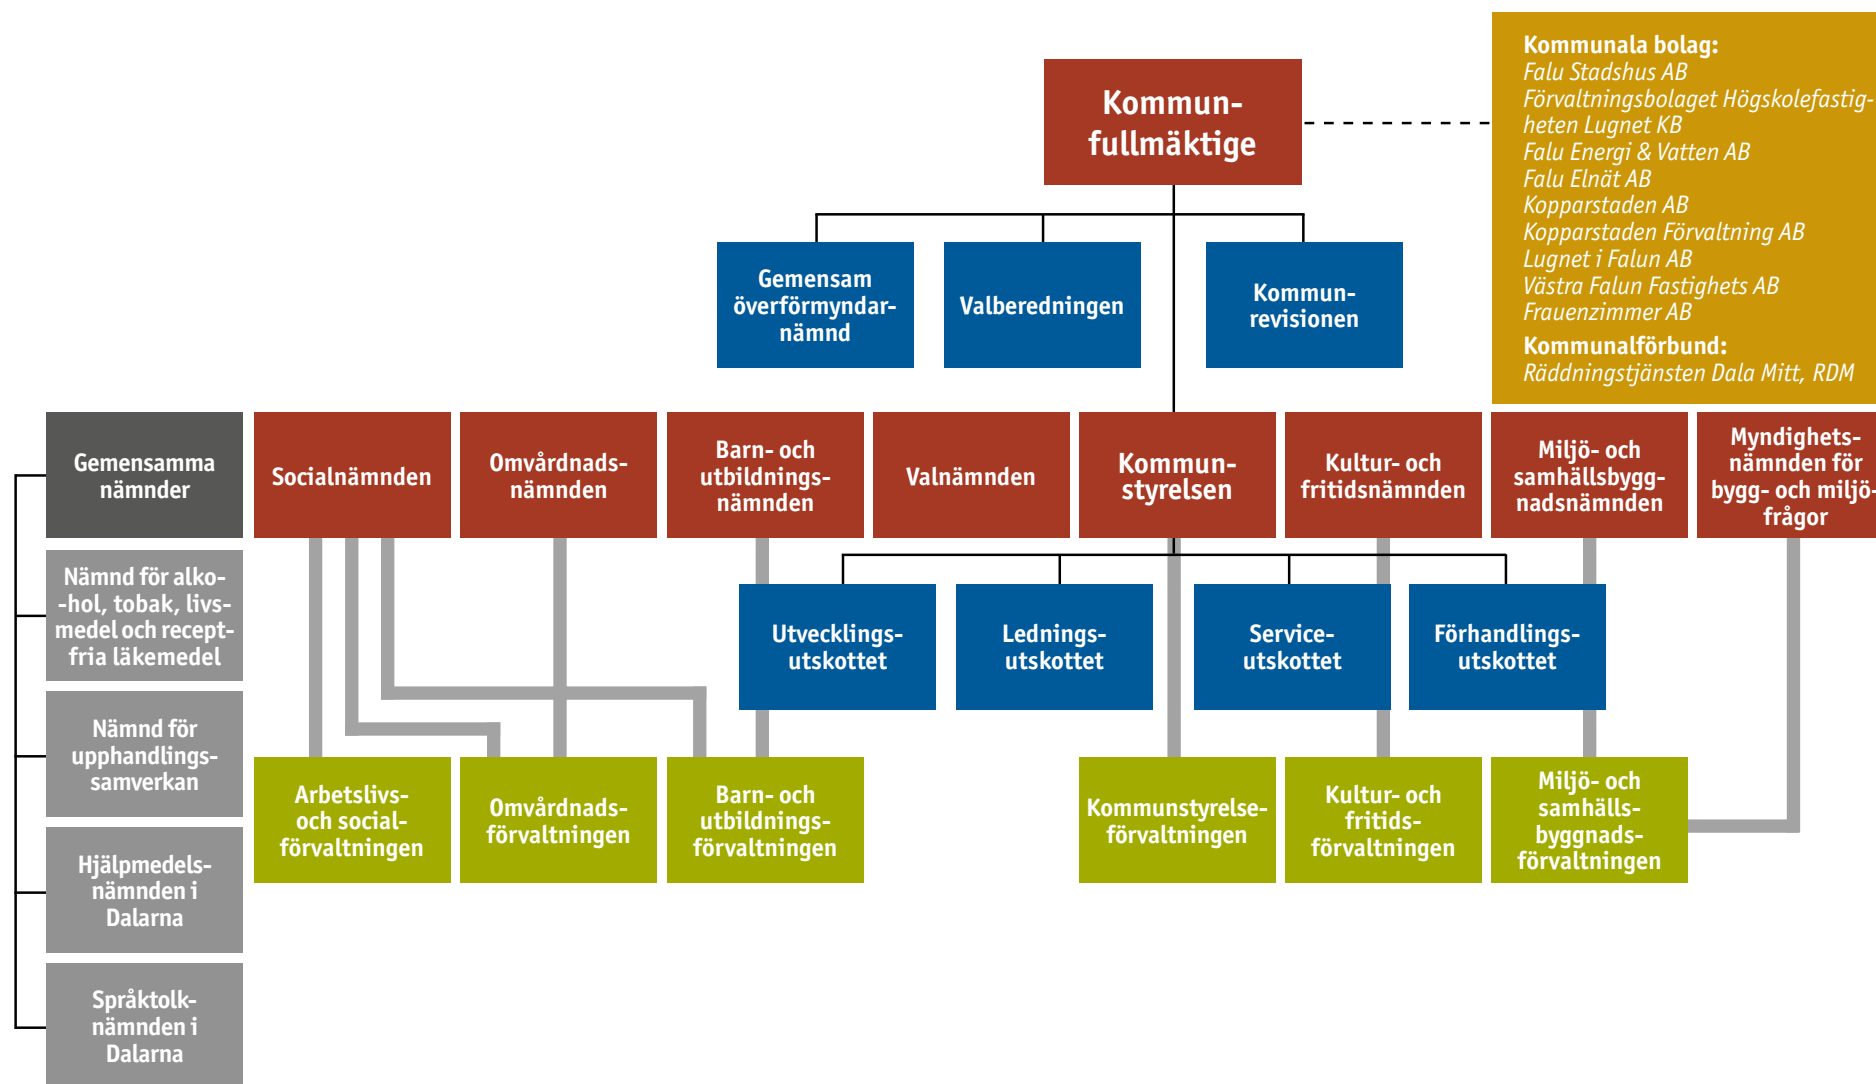 Kommun-
fullmäktige
Kommunala bolag:
Falu Stadshus AB
Förvaltningsbolaget Högskolefastig-
heten Lugnet KB
Falu Energi & Vatten AB
Falu Elnät AB
Kopparstaden AB
Kopparstaden Förvaltning AB
Lugnet i Falun AB
Västra Falun Fastighets AB
Frauenzimmer AB
Kommunalförbund:
Räddningstjänsten Dala Mitt, RDM
Gemensam
överförmyndar-
nämnd
Valberedningen
Kommun-
revisionen
Gemensamma
nämnder
Socialnämnden
Omvårdnads-
nämnden
Barn- och
utbildnings-
nämnden
Valnämnden
Kommun-
styrelsen
Kultur- och
fritidsnämnden
Miljö- och
samhällsbygg-
nadsnämnden
Myndighets-
nämnden för
bygg- och miljö-
frågor
Nämnd för alko-
-hol, tobak, livs-
medel och recept-
fria läkemedel
Utvecklings-
utskottet
Lednings-
utskottet
Service-
utskottet
Förhandlings-
utskottet
Nämnd för
upphandlings-
samverkan
Arbetslivs-
och social-
förvaltningen
Omvårdnads-
förvaltningen
Barn- och
utbildnings-
förvaltningen
Kommunstyrelse-
förvaltningen
Kultur- och
fritids-
förvaltningen
Miljö- och
samhälls-
byggnads-
förvaltningen
Hjälpmedels-
nämnden i
Dalarna
Språktolk-
nämnden i
Dalarna